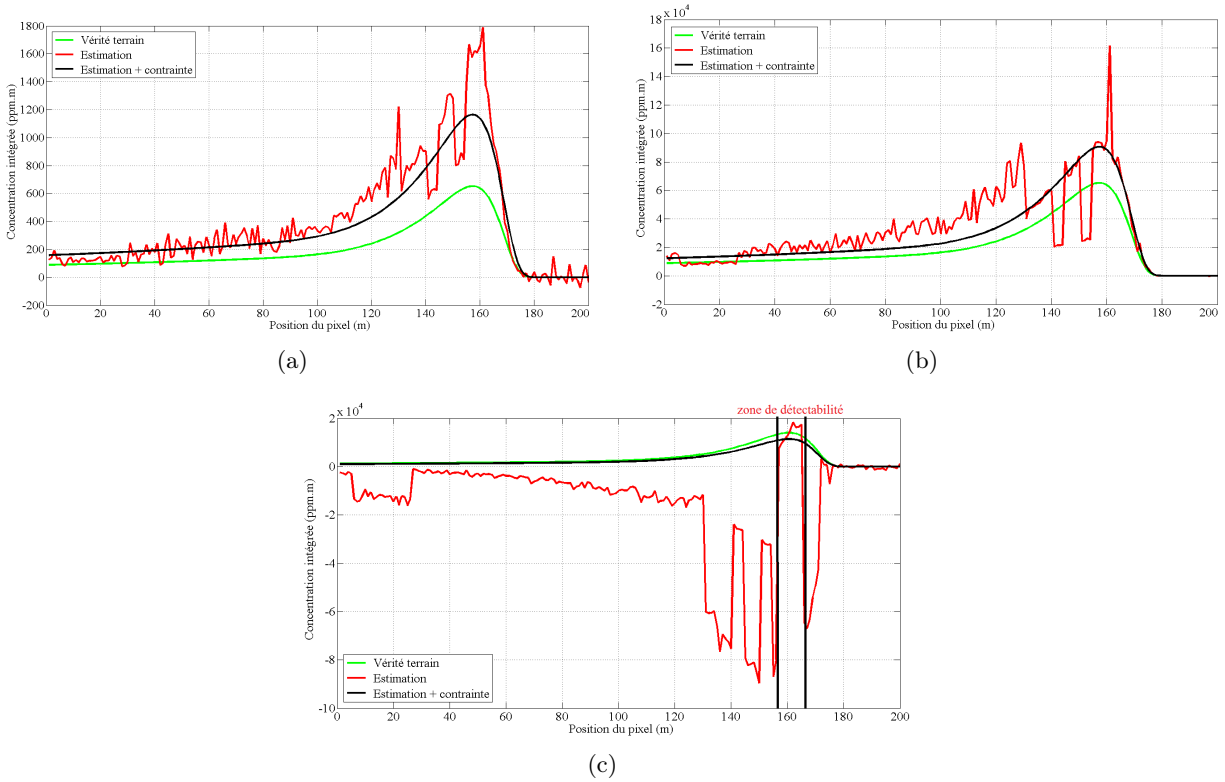 1800
1600
1400
1200
1000
800
600
400
200
0
-200
Concentration intégrée (ppm.m)
Vérité terrain
Estimation
Estimation + contrainte
0 20 40 60 80 100 120 140 160 180 200
Position du pixel (m)
(a)
x 10^4
18
16
14
12
10
8
6
4
2
0
-2
Concentration intégrée (ppm.m)
Vérité terrain
Estimation
Estimation + contrainte
0 20 40 60 80 100 120 140 160 180 200
Position du pixel (m)
(b)
x 10^4
zone de détectabilité
2
0
-2
-4
-6
-8
-10
Concentration intégrée (ppm.m)
Vérité terrain
Estimation
Estimation + contrainte
0 20 40 60 80 100 120 140 160 180 200
Position du pixel (m)
(c)